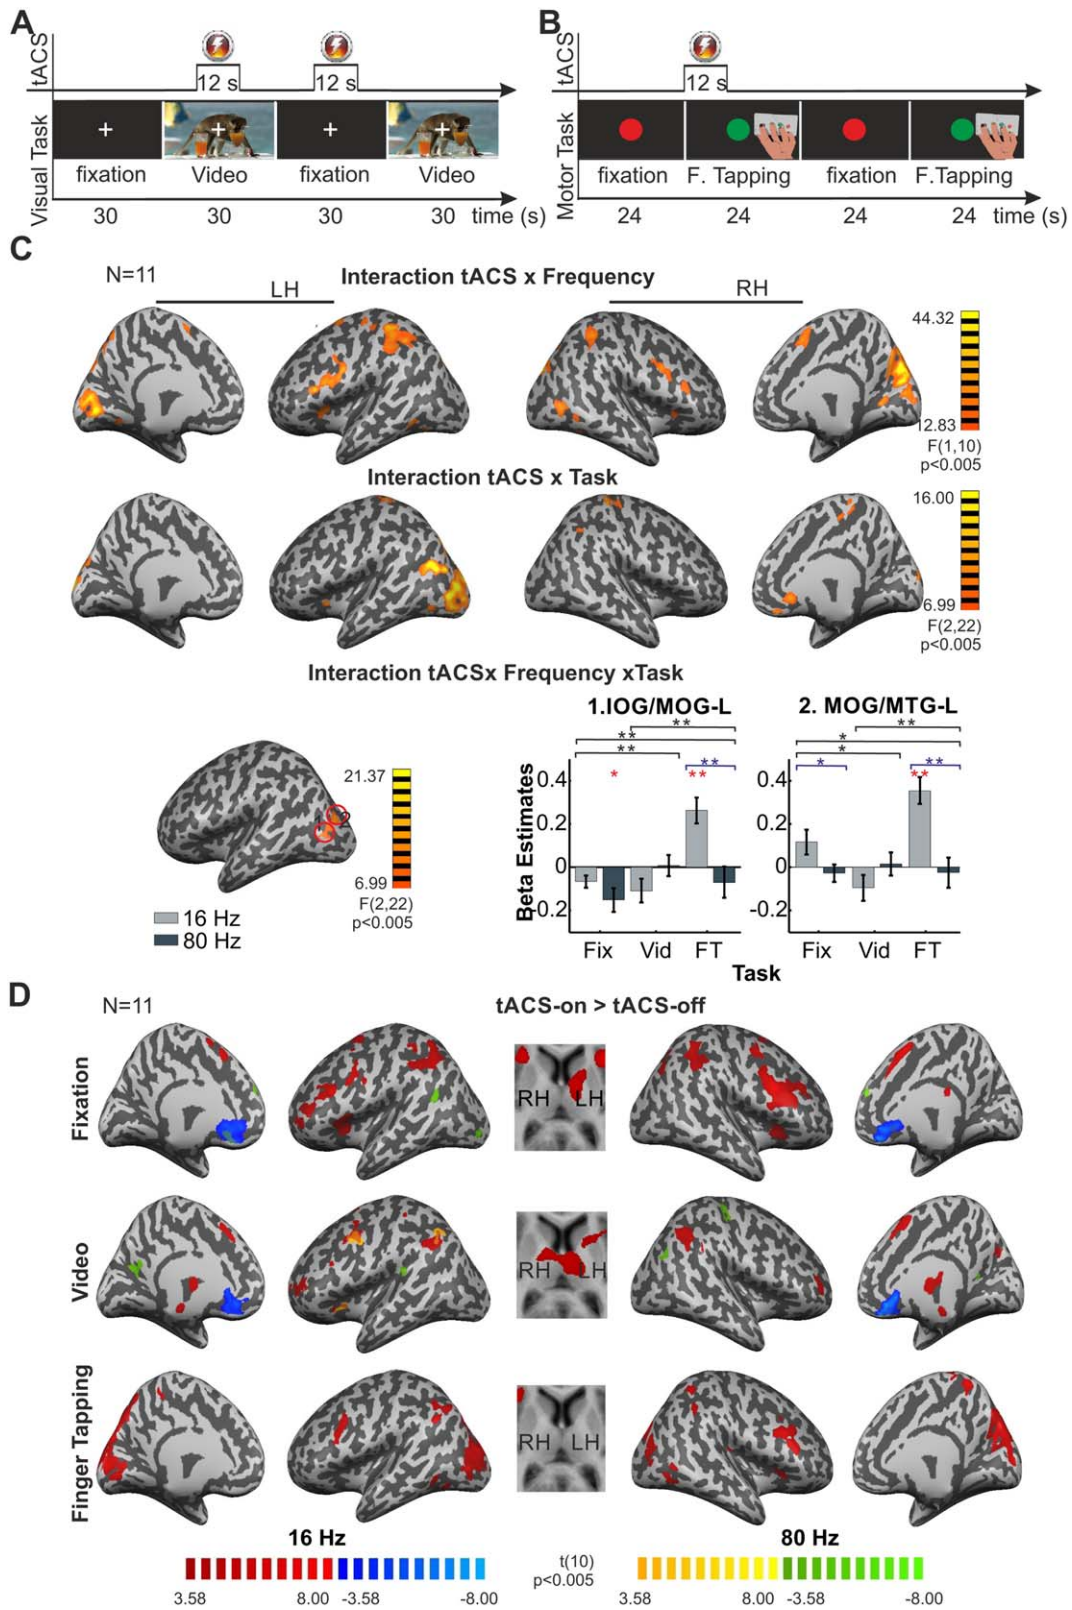 A
B
tACS
12 s
12 s
tACS
12 s
Visual Task
fixation
Video
fixation
Video
30
30
30
30
time (s)
Motor Task
fixation
F. Tapping
fixation
F.Tapping
24
24
24
24
time (s)
C
N=11
Interaction tACS x Frequency
LH
RH
44.32
12.83
F(1,10)
p<0.005
Interaction tACS x Task
16.00
6.99
F(2,22)
p<0.005
Interaction tACSx Frequency xTask
21.37
6.99
F(2,22)
p<0.005
2
16 Hz
80 Hz
1.IOG/MOG-L
**
**
**
**
*
**
Beta Estimates
0.4
0.2
0
-0.2
Fix
Vid
FT
2. MOG/MTG-L
**
*
*
*
**
**
0.4
0.2
0
-0.2
Fix
Vid
FT
Task
D
N=11
tACS-on > tACS-off
Fixation
RH
LH
Video
RH
LH
Finger Tapping
RH
LH
16 Hz
3.58
8.00
-3.58
-8.00
t(10)
p<0.005
80 Hz
3.58
8.00
-3.58
-8.00